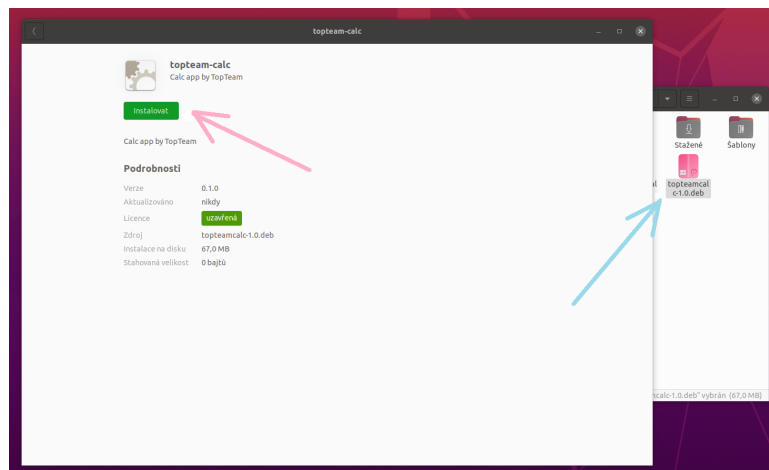 topteam-calc
topteam-calc
Calc app by TopTeam
Instalovat
Calc app by TopTeam
Podrobnosti
Verze 0.1.0
Aktualizováno nikdy
Licence uzavřená
Zdroj topteamcalc-1.0.deb
Instalace na disku 67,0 MB
Stahovaná velikost 0 bajtů
Stažené Šablony
topteamcal
c-1.0.deb
calc-1.0.deb" vybrán (67,0 MB)